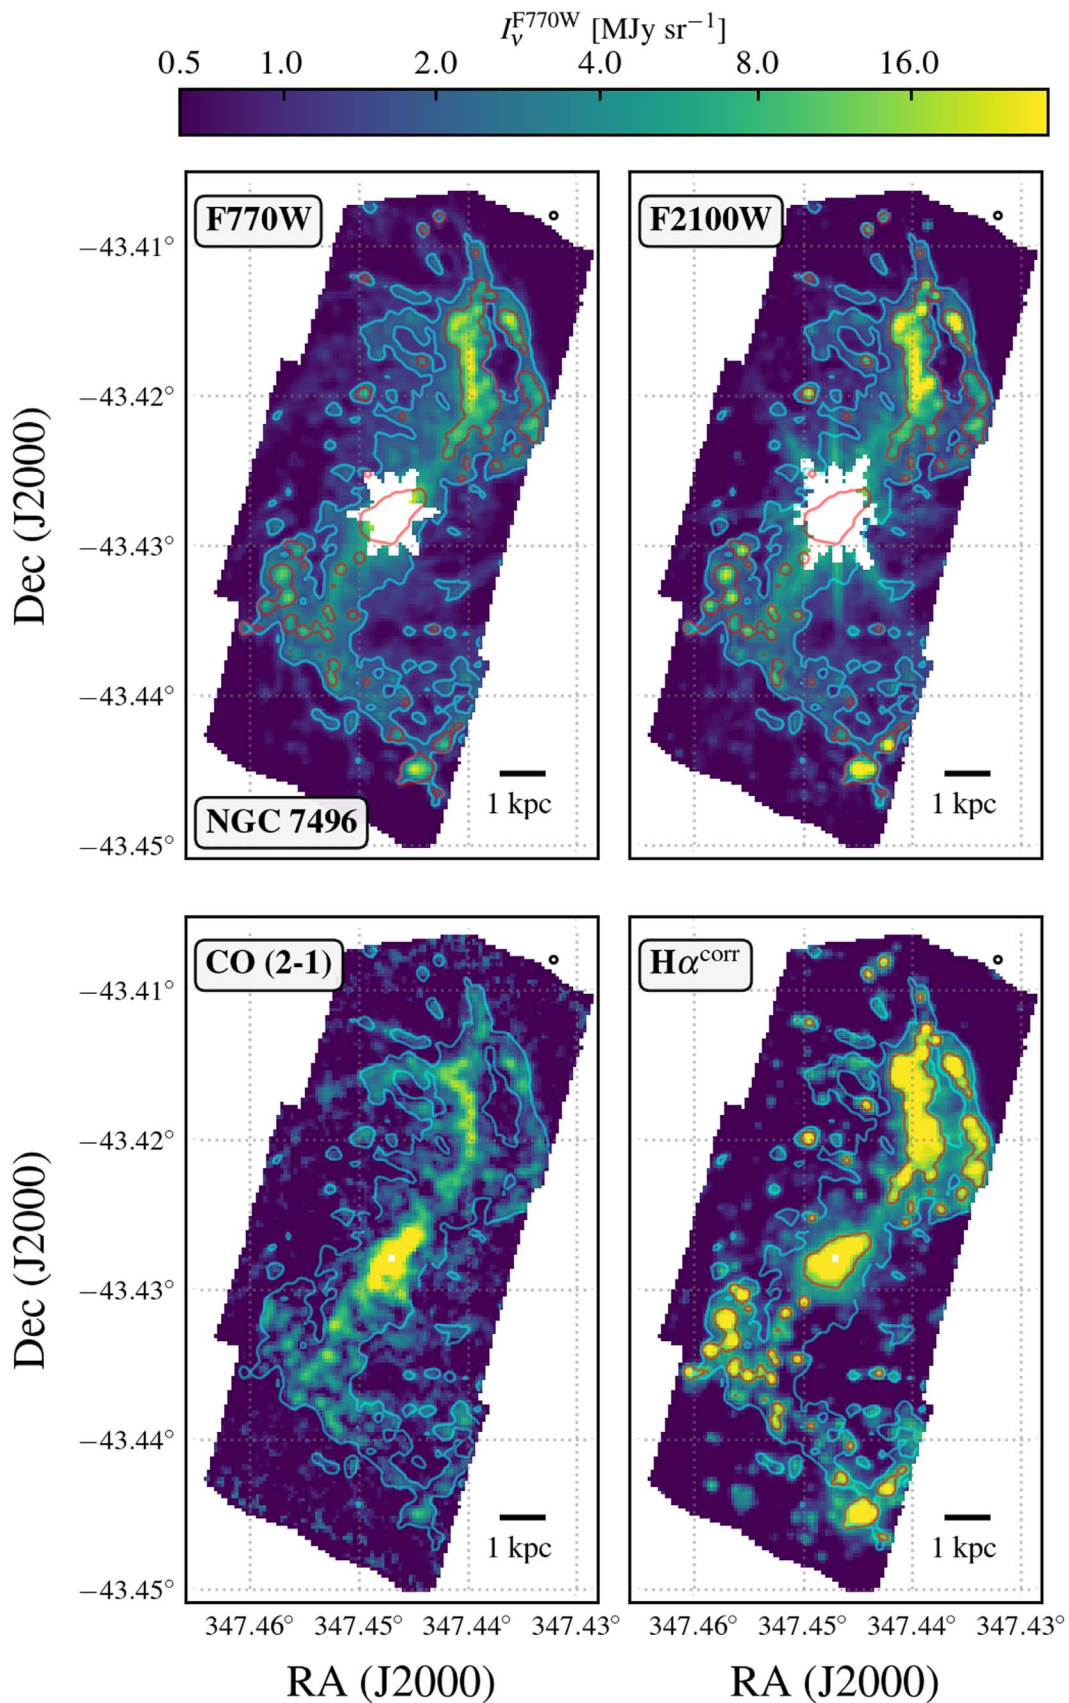 I_ν^F770W [MJy sr⁻¹]
0.5 1.0 2.0 4.0 8.0 16.0
F770W
F2100W
−43.41°
−43.42°
−43.43°
−43.44°
−43.45°
Dec (J2000)
1 kpc
1 kpc
NGC 7496
CO (2-1)
Hα^corr
−43.41°
−43.42°
−43.43°
−43.44°
−43.45°
Dec (J2000)
1 kpc
1 kpc
347.46° 347.45° 347.44° 347.43°
347.46° 347.45° 347.44° 347.43°
RA (J2000)
RA (J2000)